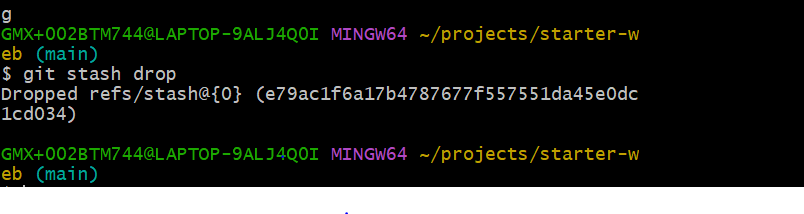 g
GMX+002BTM744@LAPTOP-9ALJ4Q0I MINGW64 ~/projects/starter-w
eb (main)
$ git stash drop
Dropped refs/stash@{0} (e79ac1f6a17b4787677f557551da45e0dc
1cd034)
GMX+002BTM744@LAPTOP-9ALJ4Q0I MINGW64 ~/projects/starter-w
eb (main)